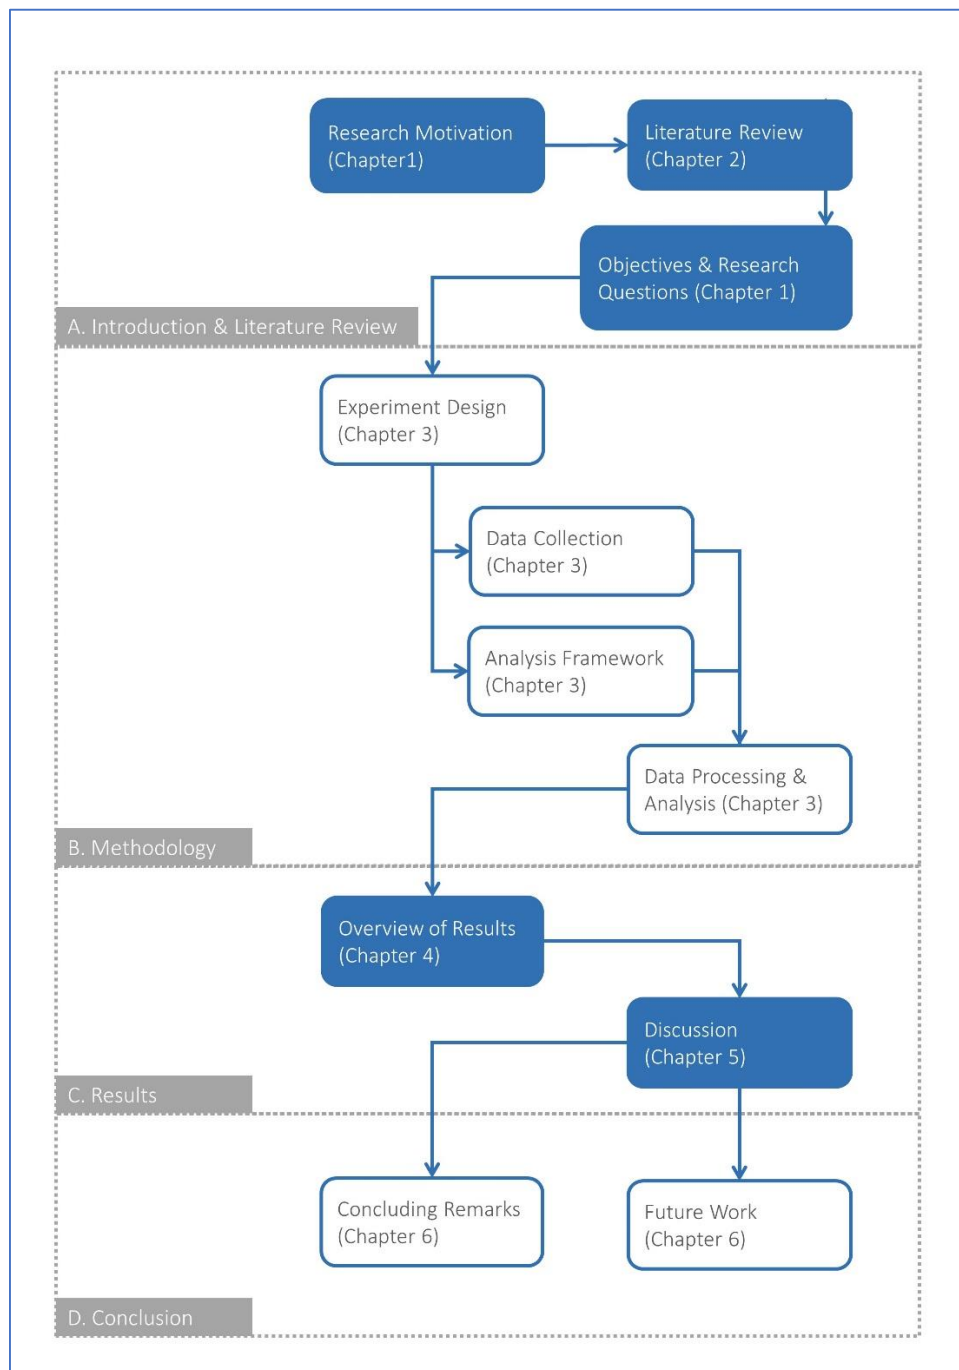 Research Motivation
(Chapter1)
Literature Review
(Chapter 2)
Objectives & Research
Questions (Chapter 1)
A. Introduction & Literature Review
Experiment Design
(Chapter 3)
Data Collection
(Chapter 3)
Analysis Framework
(Chapter 3)
Data Processing &
Analysis (Chapter 3)
B. Methodology
Overview of Results
(Chapter 4)
Discussion
(Chapter 5)
C. Results
Concluding Remarks
(Chapter 6)
Future Work
(Chapter 6)
D. Conclusion